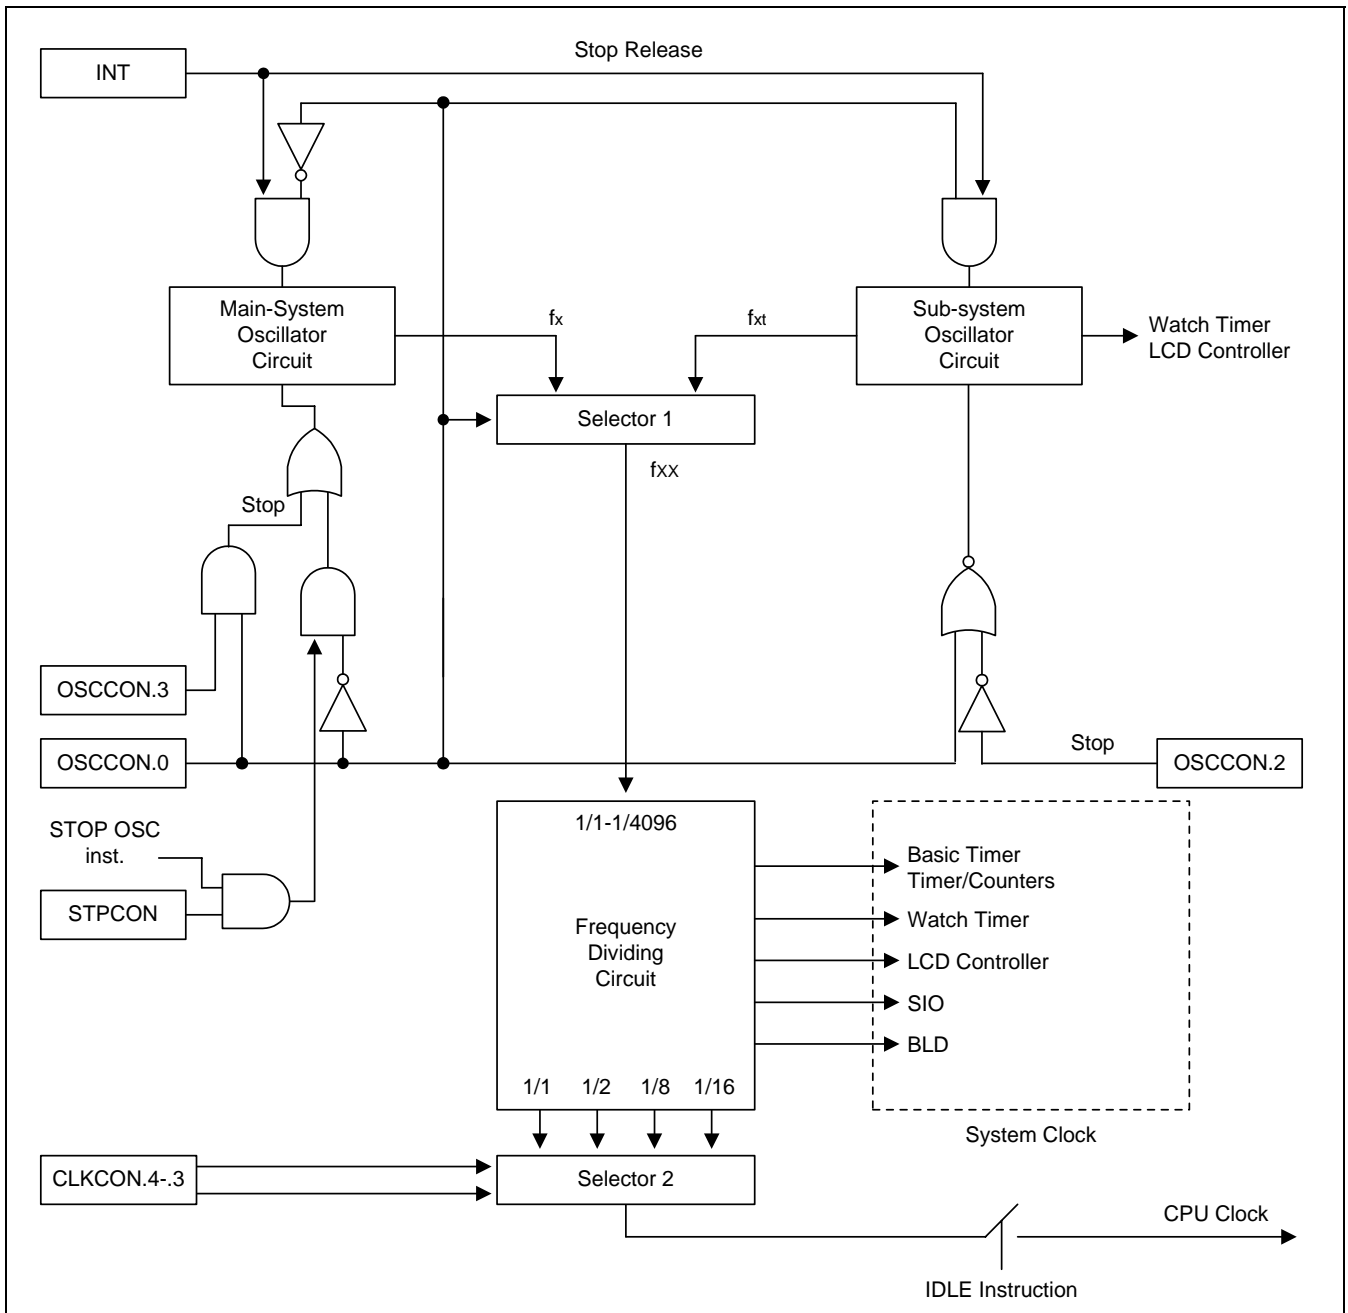 Stop Release
INT
Main-System
Oscillator
Circuit
fx
fxt
Sub-system
Oscillator
Circuit
Watch Timer
LCD Controller
Selector 1
fxx
Stop
OSCCON.3
OSCCON.0
Stop
OSCCON.2
STOP OSC
inst.
STPCON
1/1-1/4096
Frequency
Dividing
Circuit
Basic Timer
Timer/Counters
Watch Timer
LCD Controller
SIO
BLD
1/1 1/2 1/8 1/16
System Clock
CLKCON.4-.3
Selector 2
CPU Clock
IDLE Instruction